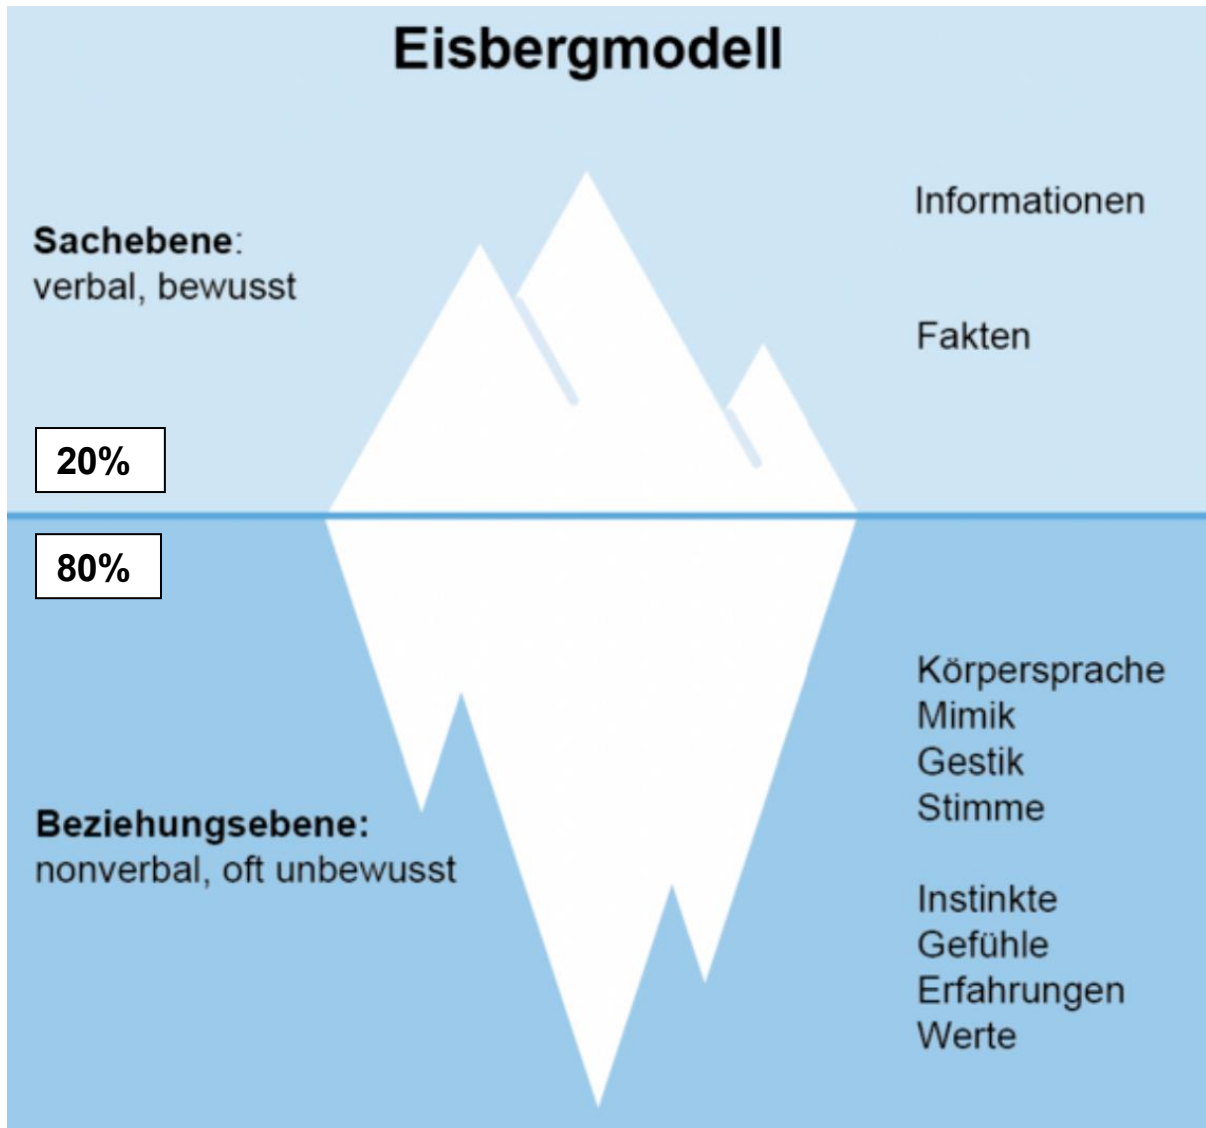 Eisbergmodell
Sachebene:
verbal, bewusst
Informationen
Fakten
20%
80%
Beziehungsebene:
nonverbal, oft unbewusst
Körpersprache
Mimik
Gestik
Stimme
Instinkte
Gefühle
Erfahrungen
Werte